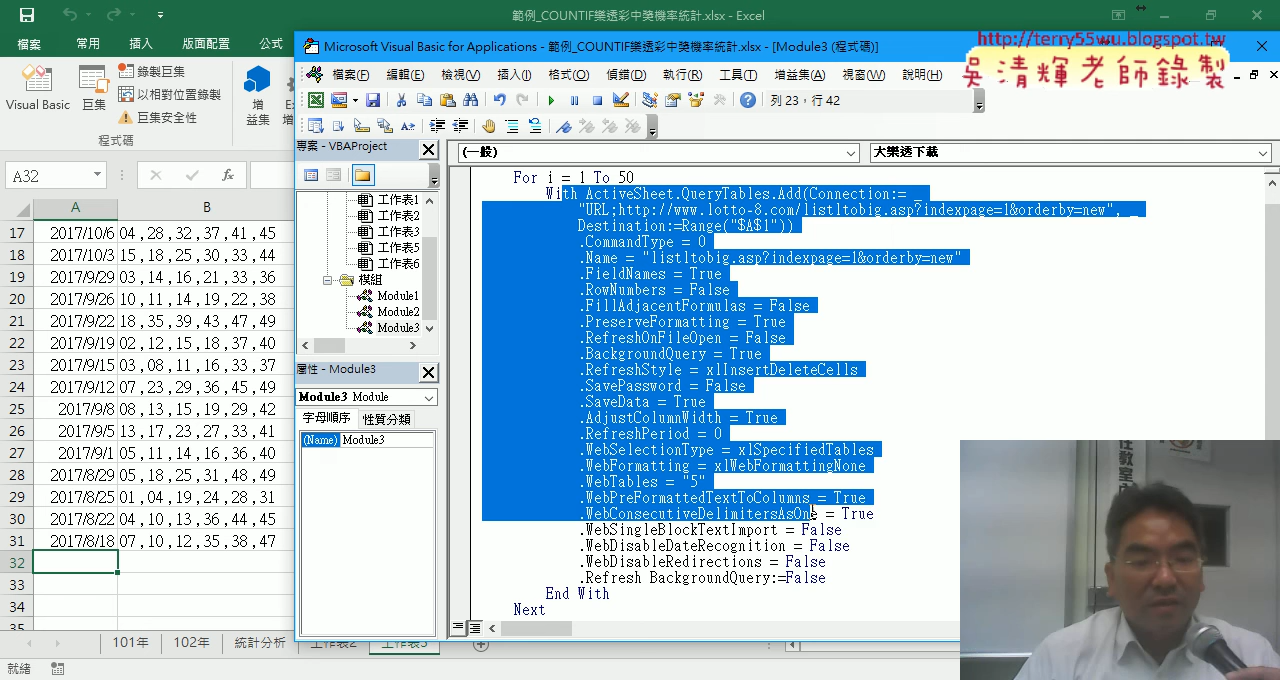 範例_COUNTIF樂透彩中獎機率統計.xlsx - Excel
檔案 常用 插入 版面配置 公式
Visual Basic 巨集 錄製巨集 以相對位置錄製 巨集安全性 增益集
程式碼
A32
A B
17 04 , 28 , 32 , 37 , 41 , 45
18 2017/10/3 15 , 18 , 25 , 30 , 33 , 44
19 2017/9/29 03 , 14 , 16 , 21 , 33 , 36
20 2017/9/26 10 , 11 , 14 , 19 , 22 , 38
21 2017/9/22 18 , 35 , 39 , 43 , 47 , 49
22 2017/9/19 02 , 12 , 15 , 18 , 37 , 40
23 2017/9/15 03 , 08 , 11 , 16 , 33 , 37
24 2017/9/12 07 , 23 , 29 , 36 , 45 , 49
25 2017/9/8 08 , 13 , 15 , 19 , 29 , 42
26 2017/9/5 13 , 17 , 23 , 27 , 33 , 41
27 2017/9/1 05 , 11 , 14 , 16 , 36 , 40
28 2017/8/29 05 , 18 , 25 , 31 , 48 , 49
29 2017/8/25 01 , 04 , 19 , 24 , 28 , 31
30 2017/8/22 04 , 10 , 13 , 36 , 44 , 45
31 2017/8/18 07 , 10 , 12 , 35 , 38 , 47
32
33
34
35
101年 102年 統計分析 工作表2 工作表5
就緒
Microsoft Visual Basic for Applications - 範例_COUNTIF樂透彩中獎機率統計.xlsx - [Module3 (程式碼)]
http://terry55wu.blogspot.tw
吳清輝老師錄製
檔案(F) 編輯(E) 檢視(V) 插入(I) 格式(O) 偵錯(D) 執行(R) 工具(T) 增益集(A) 視窗(W) 說明(H)
列 23，行 42
專案 - VBAProject
工作表1
工作表2
工作表3
工作表5
工作表6
模組
Module1
Module2
Module3
屬性 - Module3
Module3 Module
字母順序 性質分類
(Name) Module3
(一般) 大樂透下載
For i = 1 To 50
With ActiveSheet.QueryTables.Add(Connection:= _
"URL;http://www.lotto-8.com/listltobig.asp?indexpage=1&orderby=new", _
Destination:=Range("$A$1"))
.CommandType = 0
.Name = "listltobig.asp?indexpage=1&orderby=new"
.FieldNames = True
.RowNumbers = False
.FillAdjacentFormulas = False
.PreserveFormatting = True
.RefreshOnFileOpen = False
.BackgroundQuery = True
.RefreshStyle = xlInsertDeleteCells
.SavePassword = False
.SaveData = True
.AdjustColumnWidth = True
.RefreshPeriod = 0
.WebSelectionType = xlSpecifiedTables
.WebFormatting = xlWebFormattingNone
.WebTables = "5"
.WebPreFormattedTextToColumns = True
.WebConsecutiveDelimitersAsOne = True
.WebSingleBlockTextImport = False
.WebDisableDateRecognition = False
.WebDisableRedirections = False
.Refresh BackgroundQuery:=False
End With
Next